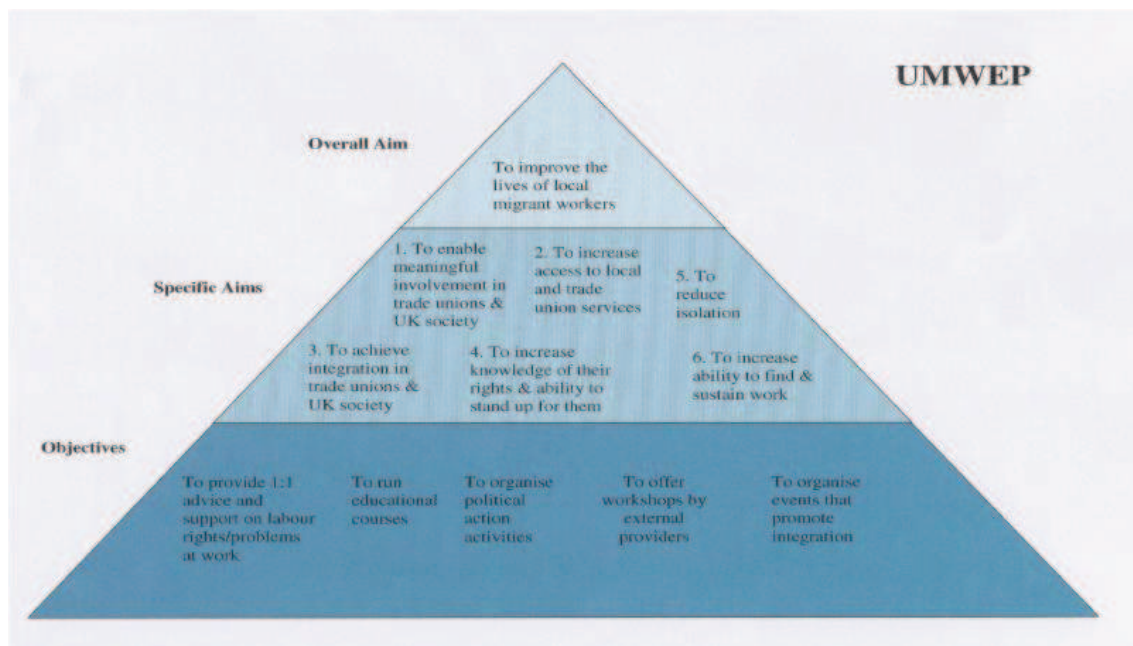 UMWEP
Overall Aim
To improve the
lives of local
migrant workers
Specific Aims
1. To enable
meaningful
involvement in
trade unions &
UK society
2. To increase
access to local
and trade
union services
5. To
reduce
isolation
3. To achieve
integration in
trade unions &
UK society
4. To increase
knowledge of their
rights & ability to
stand up for them
6. To increase
ability to find &
sustain work
Objectives
To provide 1:1
advice and
support on labour
rights/problems
at work
To run
educational
courses
To organise
political
action
activities
To offer
workshops by
external
providers
To organise
events that
promote
integration